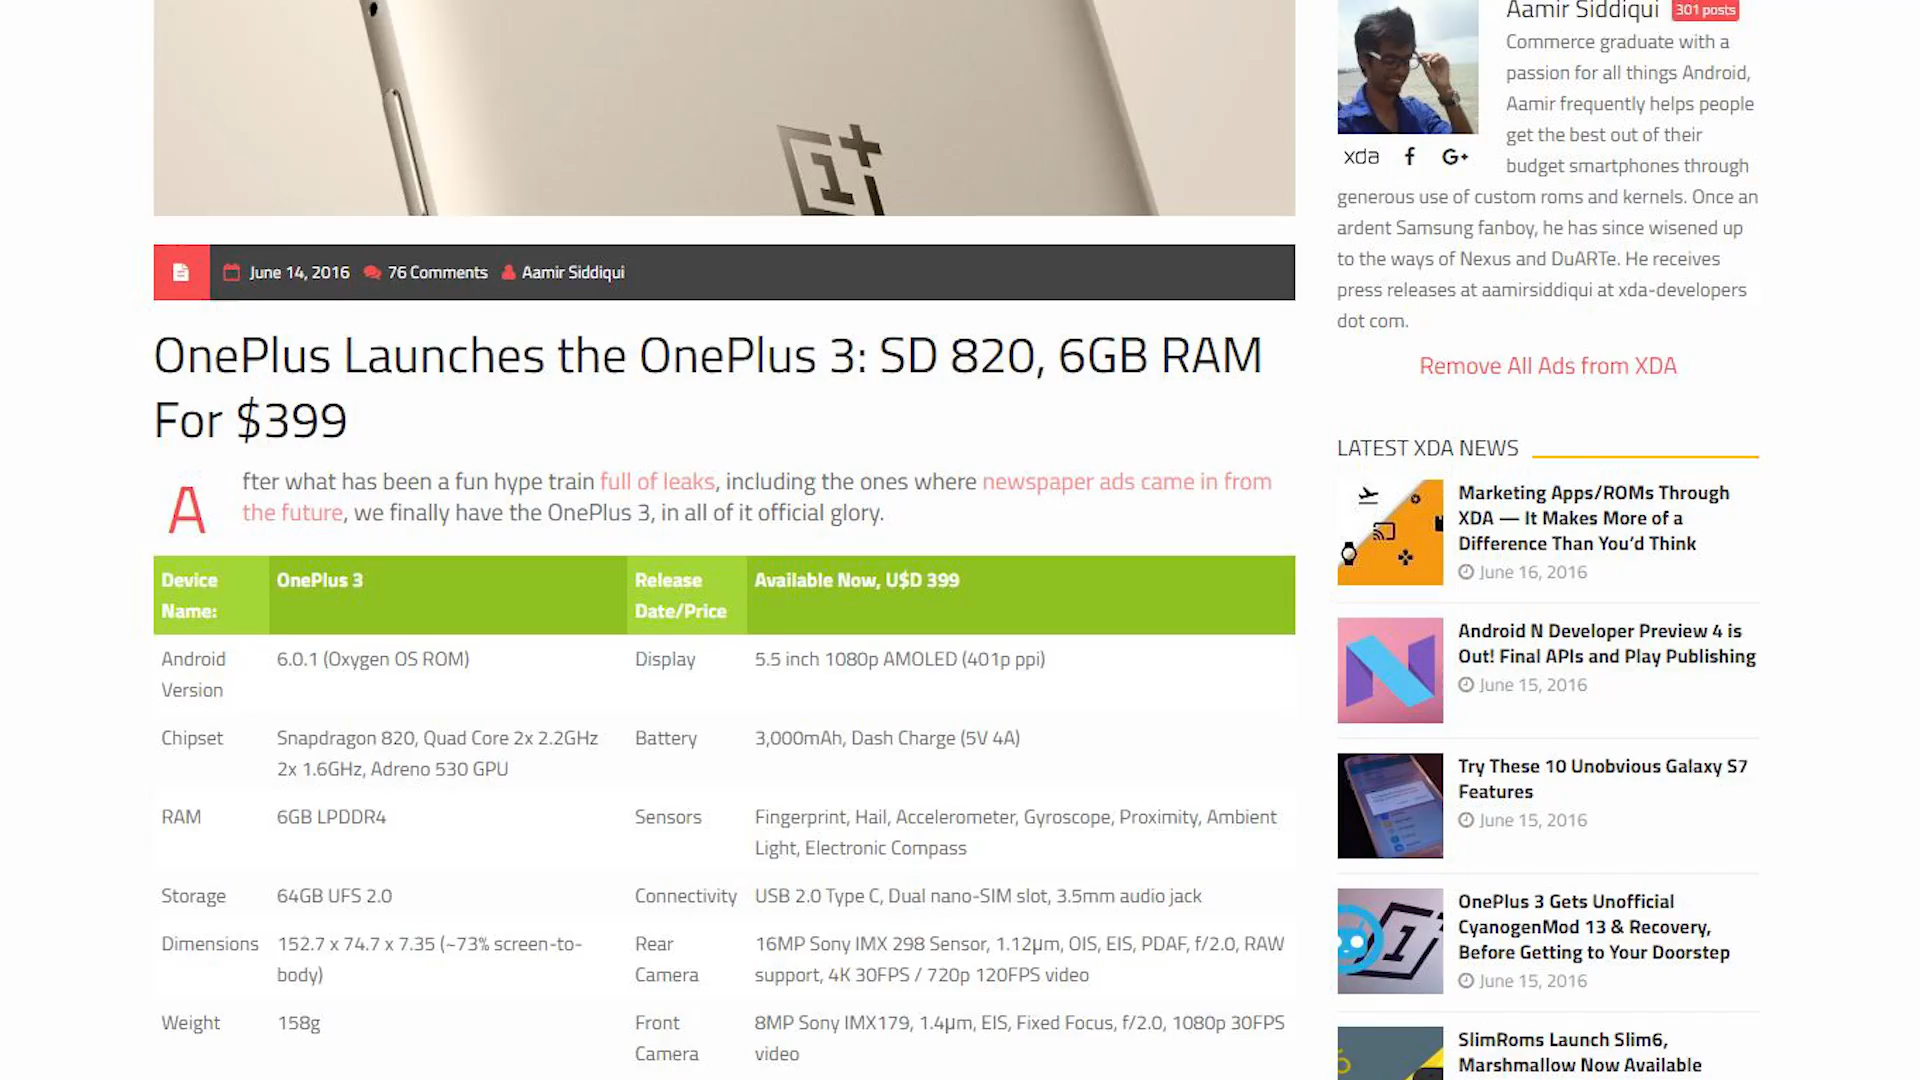 Aamir Siddiqui 301 posts
Commerce graduate with a
passion for all things Android,
Aamir frequently helps people
get the best out of their
budget smartphones through
generous use of custom roms and kernels. Once an
ardent Samsung fanboy, he has since wisened up
to the ways of Nexus and DuARTe. He receives
press releases at aamirsiddiqui at xda-developers
dot com.
xda f G+
Remove All Ads from XDA
June 14, 2016 76 Comments Aamir Siddiqui
OnePlus Launches the OnePlus 3: SD 820, 6GB RAM
For $399
After what has been a fun hype train full of leaks, including the ones where newspaper ads came in from
the future, we finally have the OnePlus 3, in all of it official glory.
Device Name: OnePlus 3 Release Date/Price Available Now, U$D 399
Android Version 6.0.1 (Oxygen OS ROM) Display 5.5 inch 1080p AMOLED (401p ppi)
Chipset Snapdragon 820, Quad Core 2x 2.2GHz Battery 3,000mAh, Dash Charge (5V 4A)
2x 1.6GHz, Adreno 530 GPU
RAM 6GB LPDDR4 Sensors Fingerprint, Hail, Accelerometer, Gyroscope, Proximity, Ambient
Light, Electronic Compass
Storage 64GB UFS 2.0 Connectivity USB 2.0 Type C, Dual nano-SIM slot, 3.5mm audio jack
Dimensions 152.7 x 74.7 x 7.35 (~73% screen-to-
body)
Rear Camera 16MP Sony IMX 298 Sensor, 1.12μm, OIS, EIS, PDAF, f/2.0, RAW
support, 4K 30FPS / 720p 120FPS video
Weight 158g Front Camera 8MP Sony IMX179, 1.4μm, EIS, Fixed Focus, f/2.0, 1080p 30FPS
video
LATEST XDA NEWS
Marketing Apps/ROMs Through
XDA — It Makes More of a
Difference Than You'd Think
June 16, 2016
Android N Developer Preview 4 is
Out! Final APIs and Play Publishing
June 15, 2016
Try These 10 Unobvious Galaxy S7
Features
June 15, 2016
OnePlus 3 Gets Unofficial
CyanogenMod 13 & Recovery,
Before Getting to Your Doorstep
June 15, 2016
SlimRoms Launch Slim6,
Marshmallow Now Available